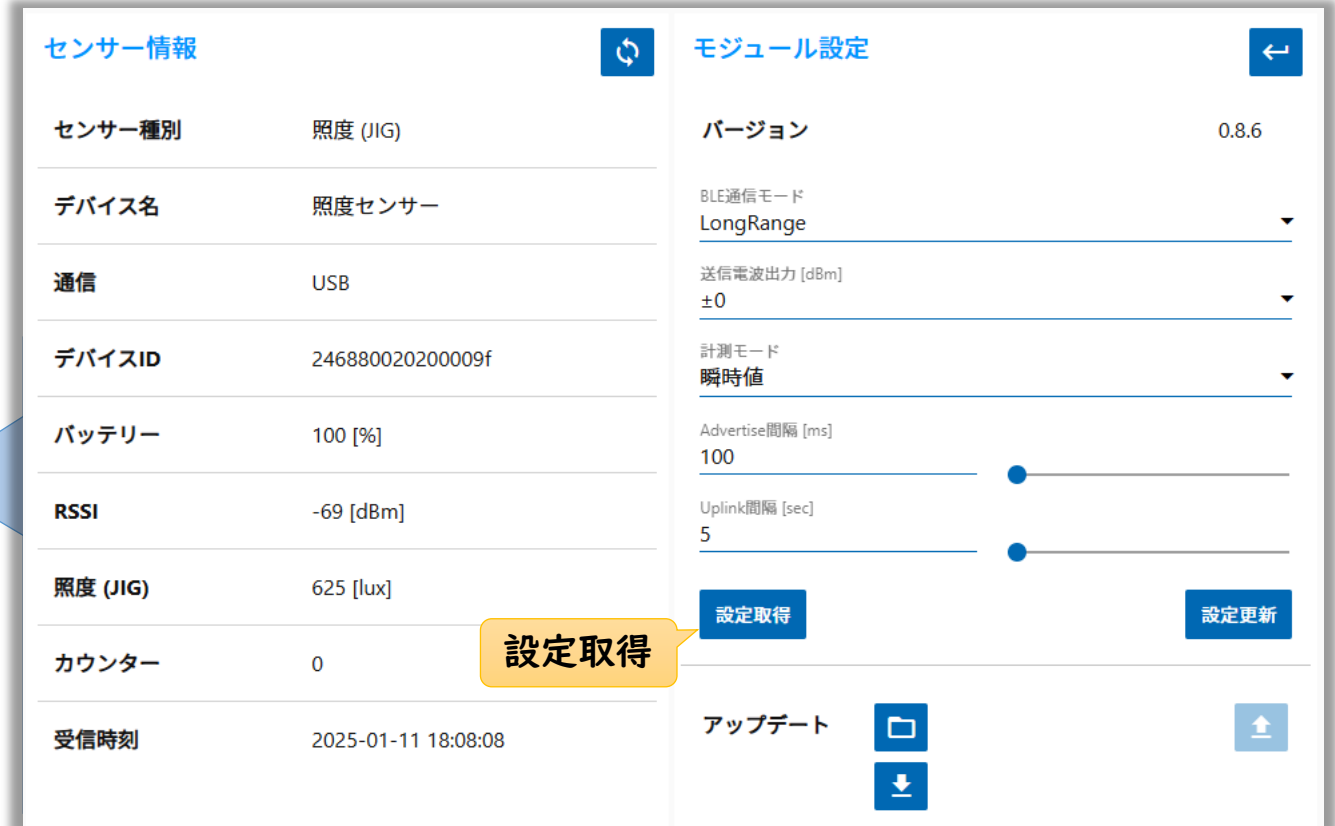 センサー情報
センサー種別 照度 (JIG)
デバイス名 照度センサー
通信 USB
デバイスID 246880020200009f
バッテリー 100 [%]
RSSI -69 [dBm]
照度 (JIG) 625 [lux]
カウンター 0
受信時刻 2025-01-11 18:08:08
モジュール設定
バージョン 0.8.6
BLE通信モード
LongRange
送信電波出力 [dBm]
±0
計測モード
瞬時値
Advertise間隔 [ms]
100
Uplink間隔 [sec]
5
設定取得 設定更新
設定取得
アップデート